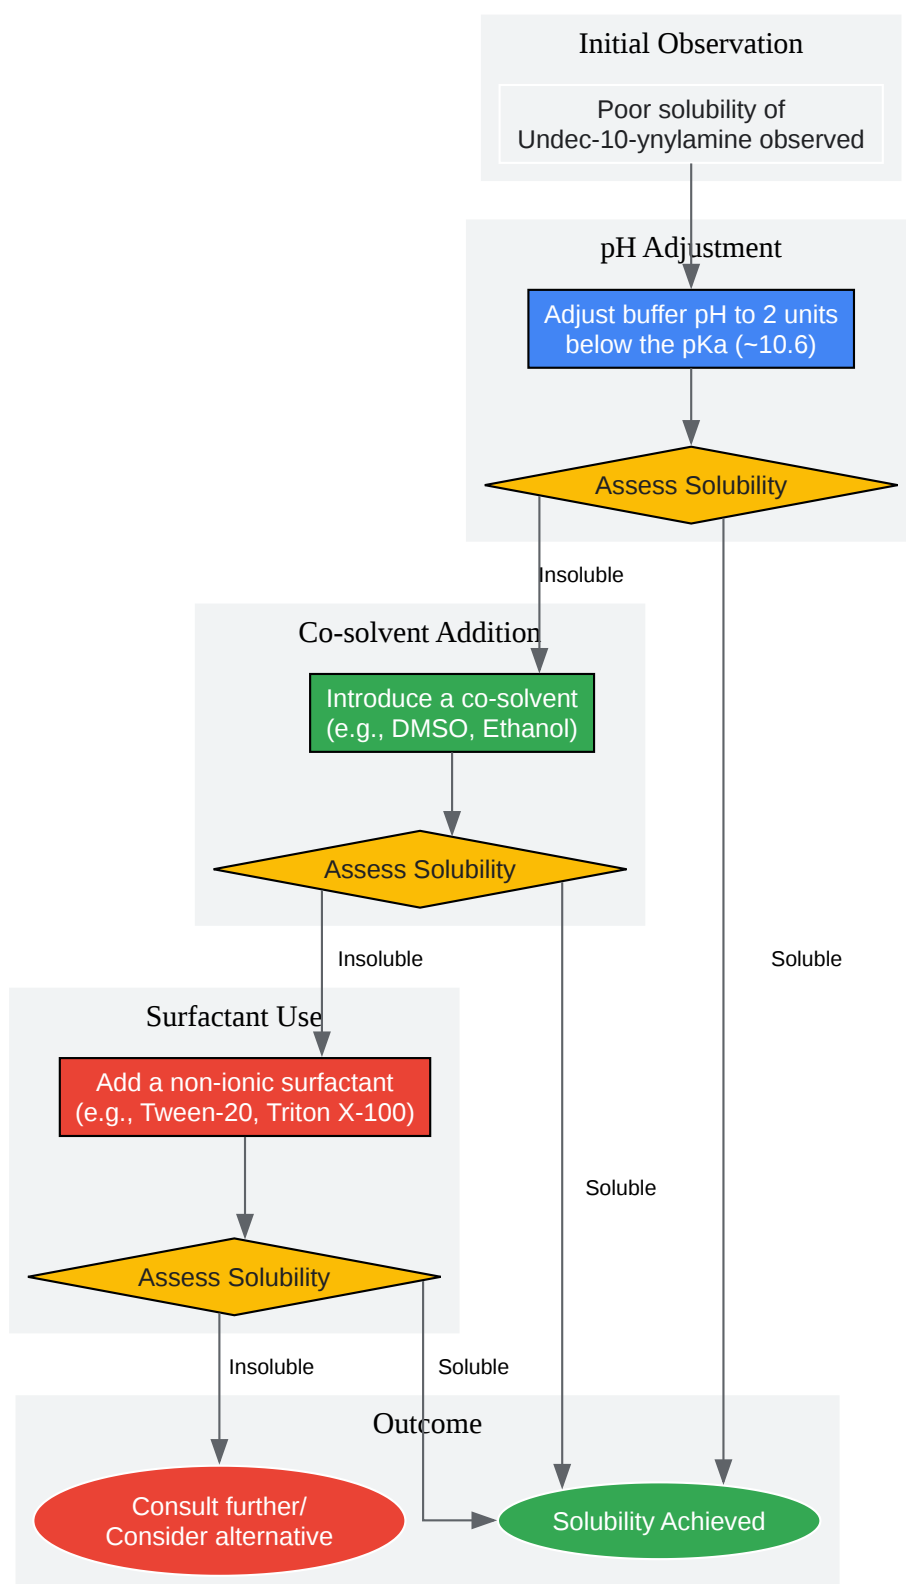 Initial Observation
Poor solubility of
Undec-10-ynylamine observed
pH Adjustment
Adjust buffer pH to 2 units
below the pKa (~10.6)
Assess Solubility
Insoluble
Co-solvent Addition
Introduce a co-solvent
(e.g., DMSO, Ethanol)
Assess Solubility
Insoluble
Soluble
Surfactant Use
Add a non-ionic surfactant
(e.g., Tween-20, Triton X-100)
Soluble
Assess Solubility
Insoluble
Soluble
Outcome
Consult further/
Consider alternative
Solubility Achieved